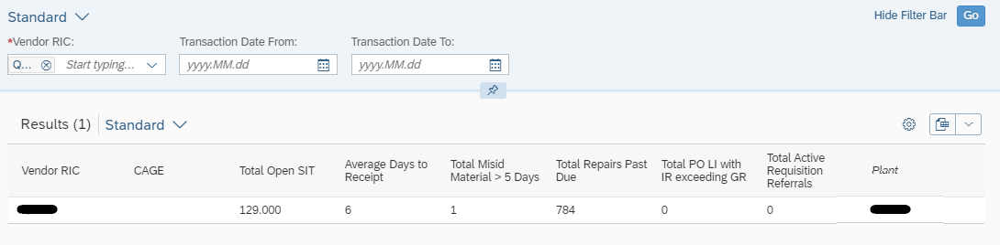 Standard
Hide Filter Bar Go
*Vendor RIC: Transaction Date From: Transaction Date To:
Q... Start typing... yyyy.MM.dd yyyy.MM.dd
Results (1) Standard
Vendor RIC CAGE Total Open SIT Average Days to Receipt Total Misid Material > 5 Days Total Repairs Past Due Total PO LI with IR exceeding GR Total Active Requisition Referrals Plant
129.000 6 1 784 0 0